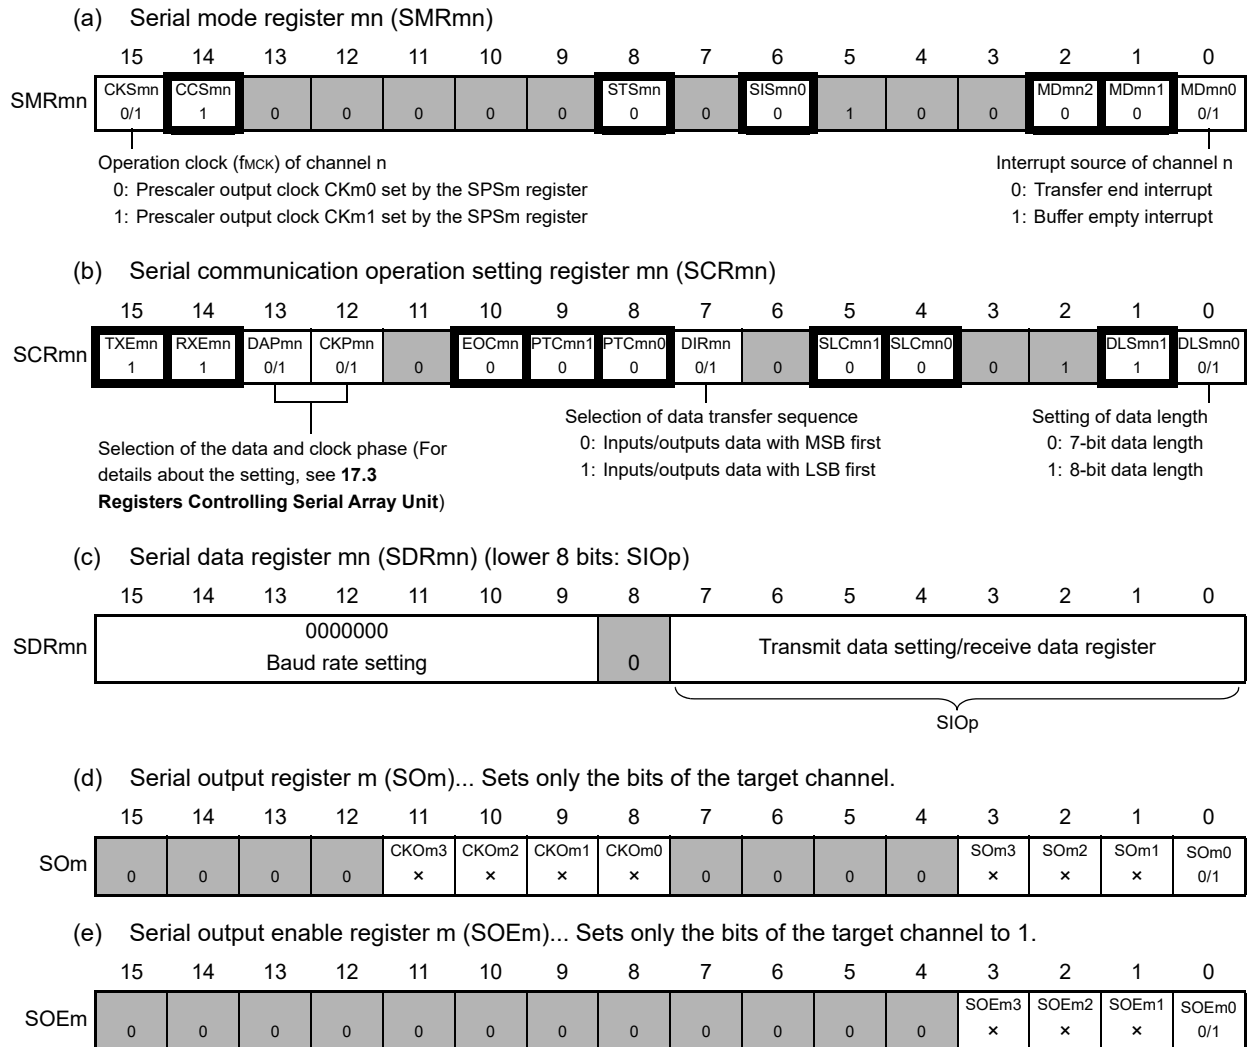 (a) Serial mode register mn (SMRmn)
15 14 13 12 11 10 9 8 7 6 5 4 3 2 1 0
CKSmn CCSmn STSmn SISmn0 MDmn2 MDmn1 MDmn0
SMRmn
0/1 1 0 0 0 0 0 0 0 0 1 0 0 0 0 0/1
Operation clock (fMCK) of channel n
0: Prescaler output clock CKm0 set by the SPSm register
1: Prescaler output clock CKm1 set by the SPSm register
Interrupt source of channel n
0: Transfer end interrupt
1: Buffer empty interrupt
(b) Serial communication operation setting register mn (SCRmn)
15 14 13 12 11 10 9 8 7 6 5 4 3 2 1 0
TXEmn RXEmn DAPmn CKPmn EOCmn PTCmn1 PTCmn0 DIRmn SLCmn1 SLCmn0 DLSmn1 DLSmn0
SCRmn
1 1 0/1 0/1 0 0 0 0 0/1 0 0 0 0 1 1 0/1
Selection of the data and clock phase (For
details about the setting, see 17.3
Registers Controlling Serial Array Unit)
Selection of data transfer sequence
0: Inputs/outputs data with MSB first
1: Inputs/outputs data with LSB first
Setting of data length
0: 7-bit data length
1: 8-bit data length
(c) Serial data register mn (SDRmn) (lower 8 bits: SIOp)
15 14 13 12 11 10 9 8 7 6 5 4 3 2 1 0
SDRmn
0000000
Baud rate setting
0
Transmit data setting/receive data register
SIOp
(d) Serial output register m (SOm)... Sets only the bits of the target channel.
15 14 13 12 11 10 9 8 7 6 5 4 3 2 1 0
CKOm3 CKOm2 CKOm1 CKOm0 SOm3 SOm2 SOm1 SOm0
SOm
0 0 0 0 × × × × 0 0 0 0 × × × 0/1
(e) Serial output enable register m (SOEm)... Sets only the bits of the target channel to 1.
15 14 13 12 11 10 9 8 7 6 5 4 3 2 1 0
SOEm3 SOEm2 SOEm1 SOEm0
SOEm
0 0 0 0 0 0 0 0 0 0 0 0 × × × 0/1